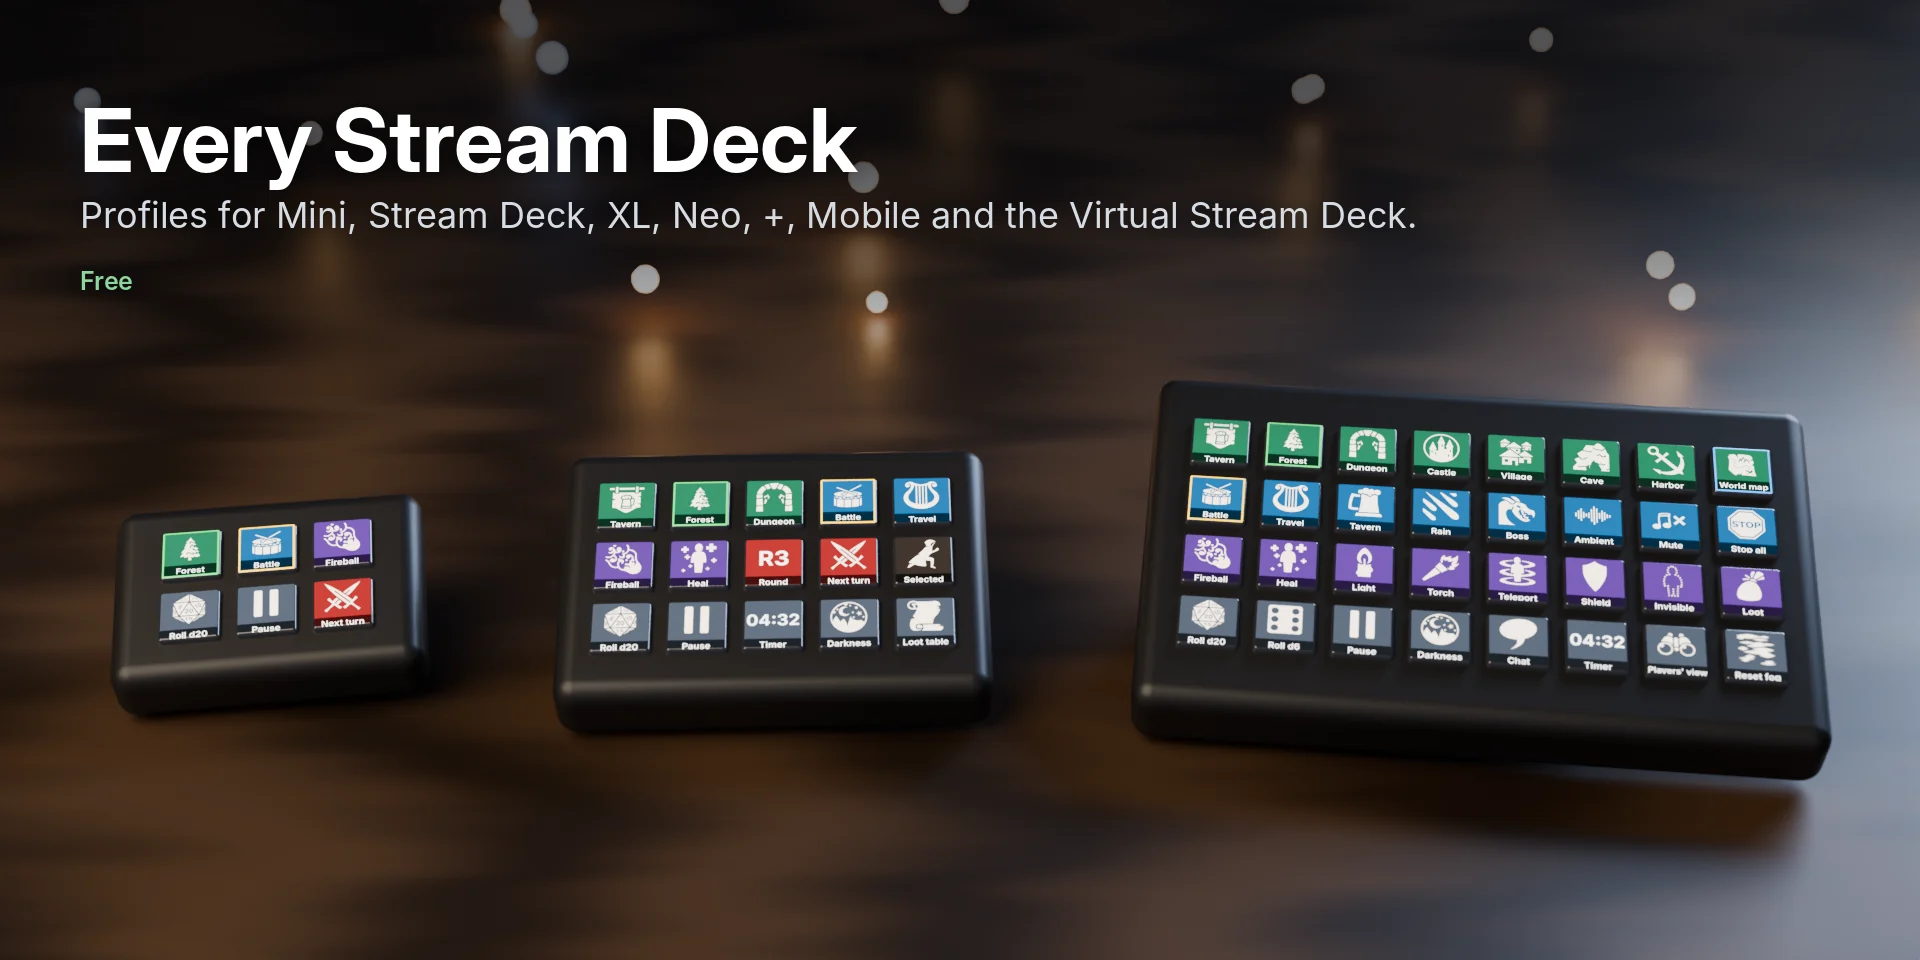 Every Stream Deck
Profiles for Mini, Stream Deck, XL, Neo, +, Mobile and the Virtual Stream Deck.
Free
Forest Battle Fireball
Roll d20 Pause Next turn
Tavern Forest Dungeon Battle Travel
Fireball Heal R3 Round Next turn Selected
Roll d20 Pause 04:32 Timer Darkness Loot table
Tavern Forest Dungeon Castle Village Cave Harbor World map
Battle Travel Tavern Rain Boss Ambient Mute STOP Stop all
Fireball Heal Light Torch Teleport Shield Invisible Loot
Roll d20 Roll d6 Pause Darkness Chat 04:32 Timer Players' view Reset fog